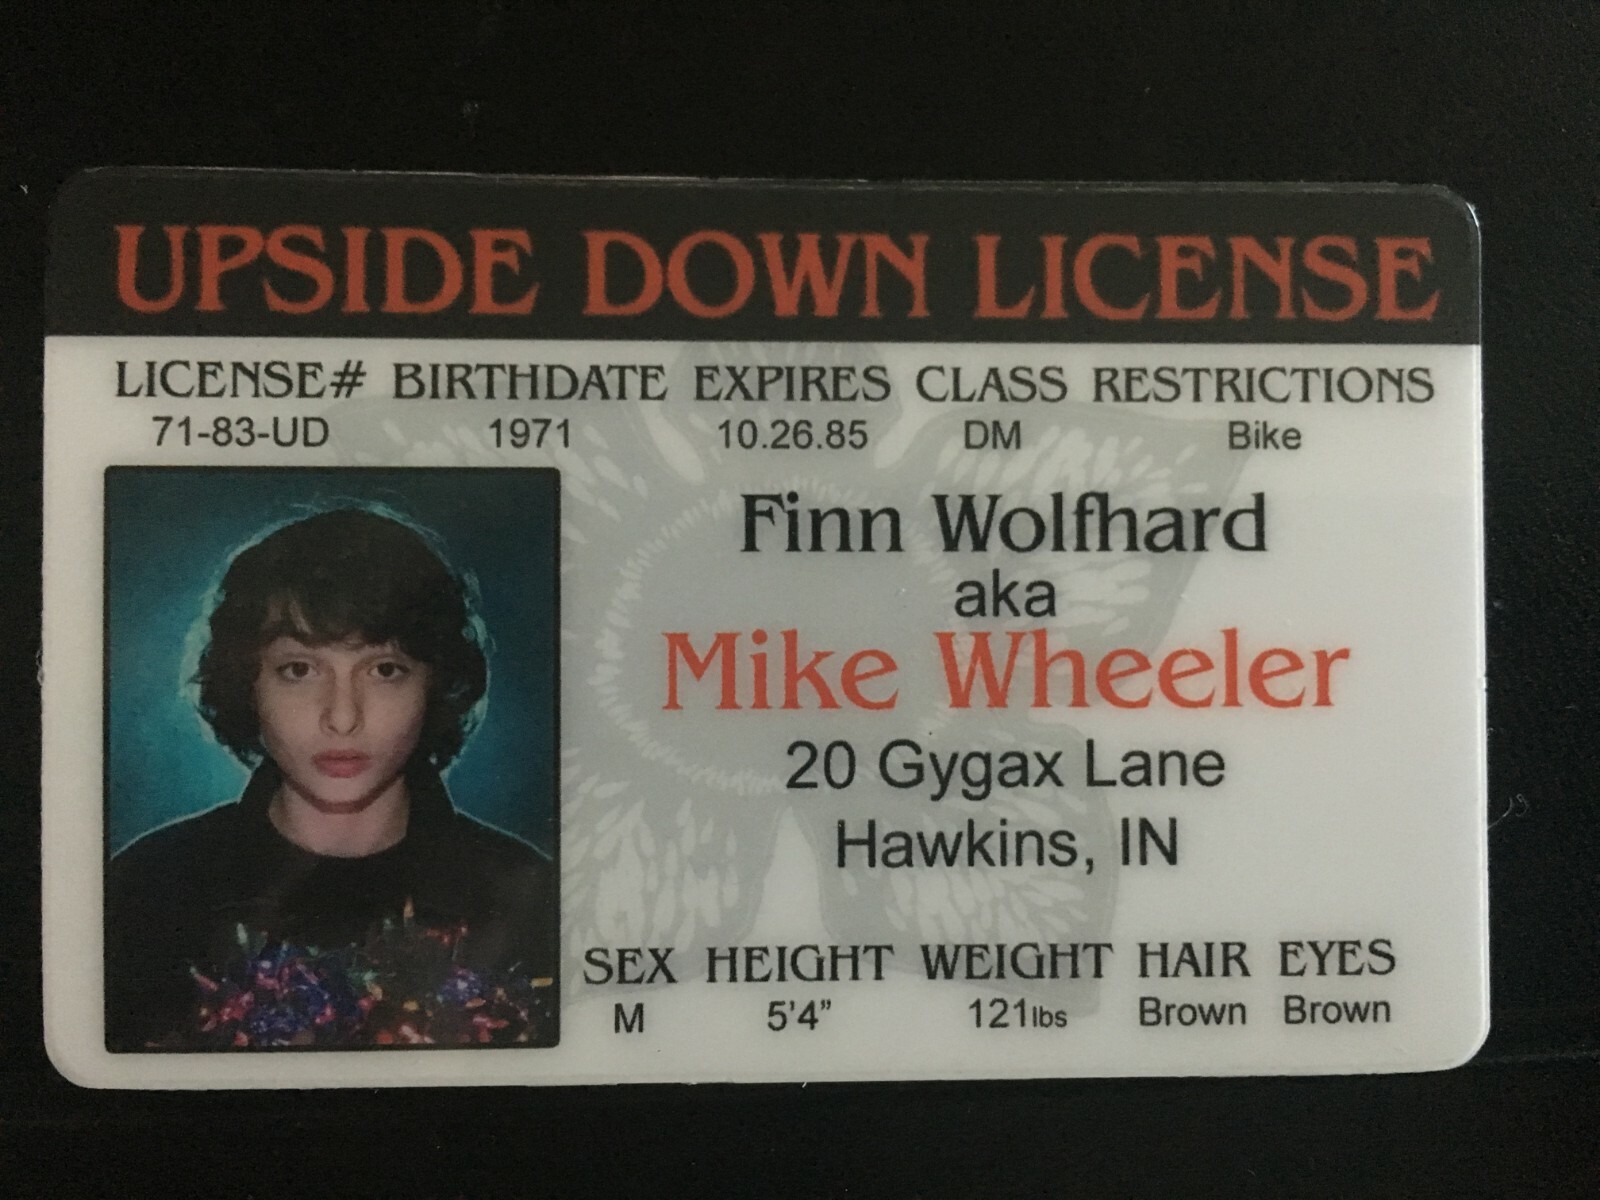 UPSIDE DOWN LICENSE
LICENSE# BIRTHDATE EXPIRES CLASS RESTRICTIONS
71-83-UD 1971 10.26.85 DM Bike
Finn Wolfhard
aka
Mike Wheeler
20 Gygax Lane
Hawkins, IN
SEX HEIGHT WEIGHT HAIR EYES
M 5'4” 121lbs Brown Brown